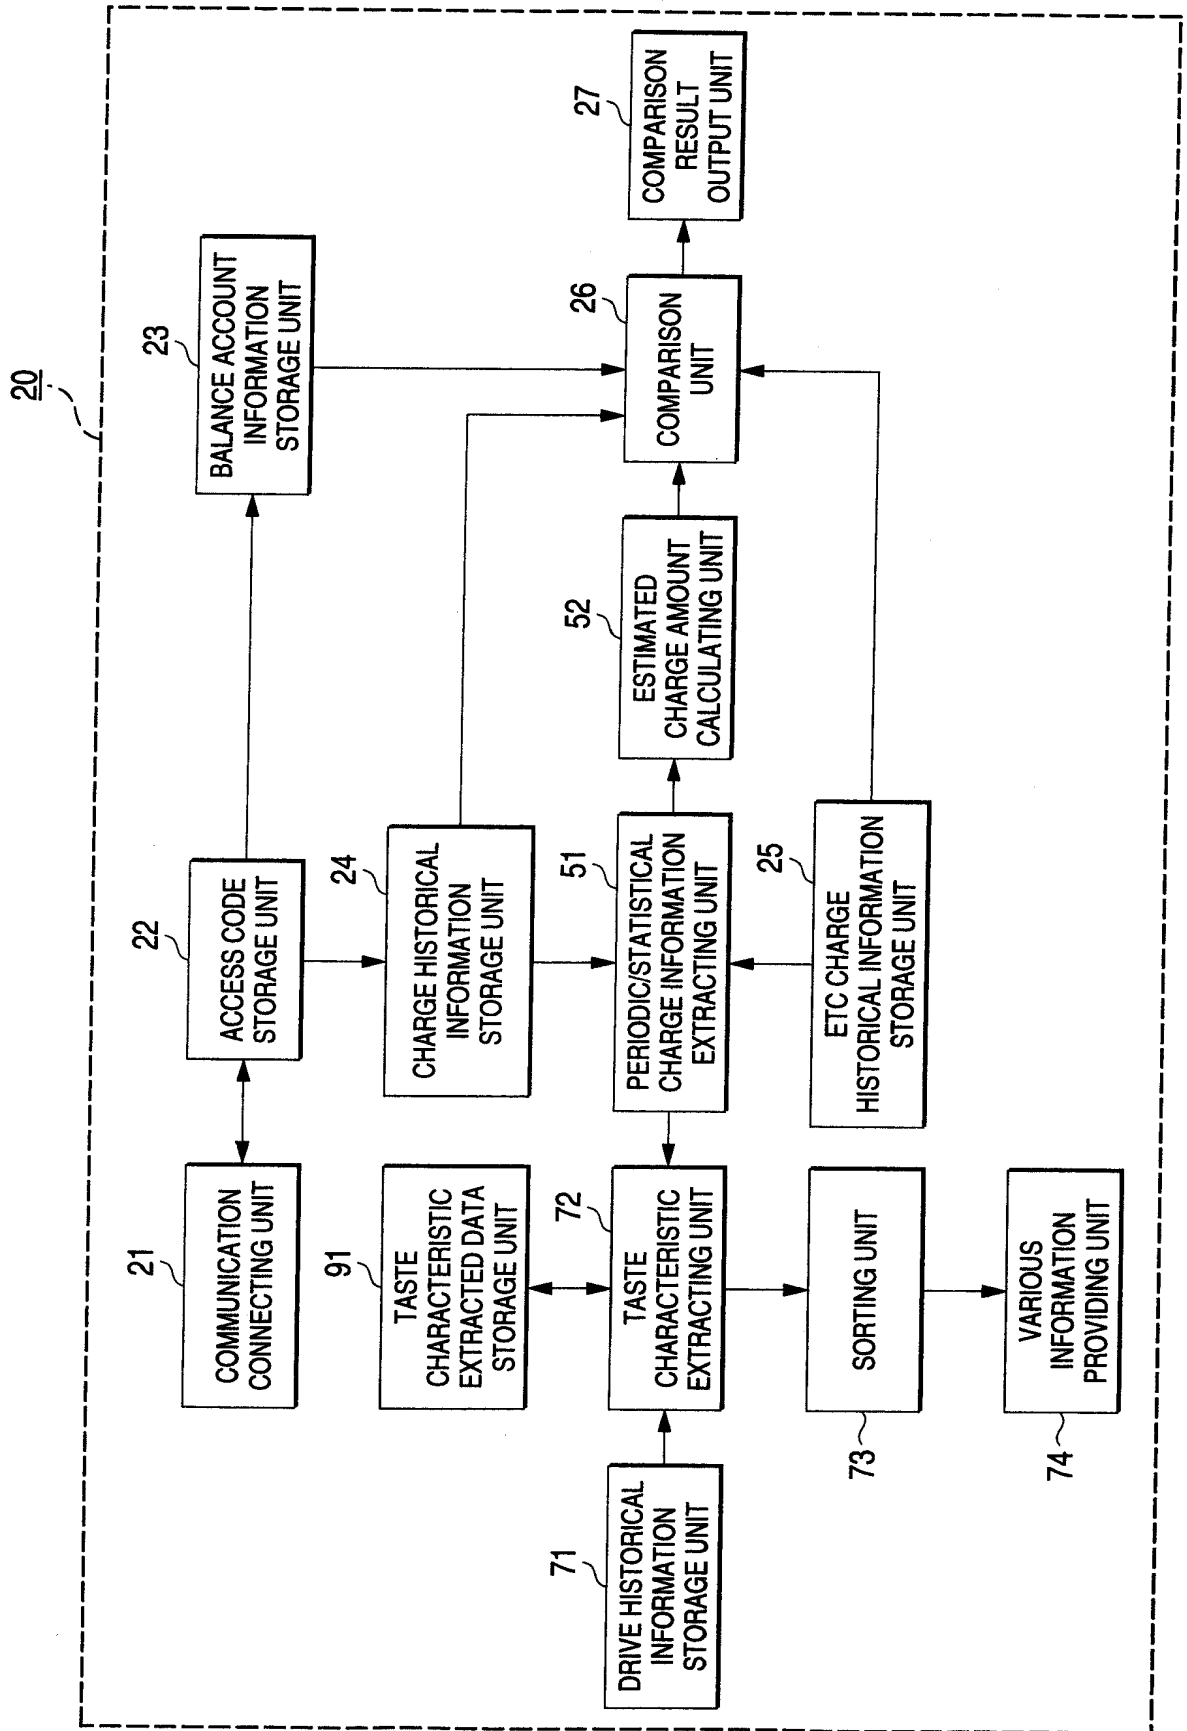 20
21
COMMUNICATION
CONNECTING UNIT
22
ACCESS CODE
STORAGE UNIT
23
BALANCE ACCOUNT
INFORMATION
STORAGE UNIT
91
TASTE
CHARACTERISTIC
EXTRACTED DATA
STORAGE UNIT
24
CHARGE HISTORICAL
INFORMATION
STORAGE UNIT
71
DRIVE HISTORICAL
INFORMATION
STORAGE UNIT
72
TASTE
CHARACTERISTIC
EXTRACTING UNIT
51
PERIODIC/STATISTICAL
CHARGE INFORMATION
EXTRACTING UNIT
52
ESTIMATED
CHARGE AMOUNT
CALCULATING UNIT
26
COMPARISON
UNIT
27
COMPARISON
RESULT
OUTPUT UNIT
73
SORTING UNIT
25
ETC CHARGE
HISTORICAL INFORMATION
STORAGE UNIT
74
VARIOUS
INFORMATION
PROVIDING UNIT